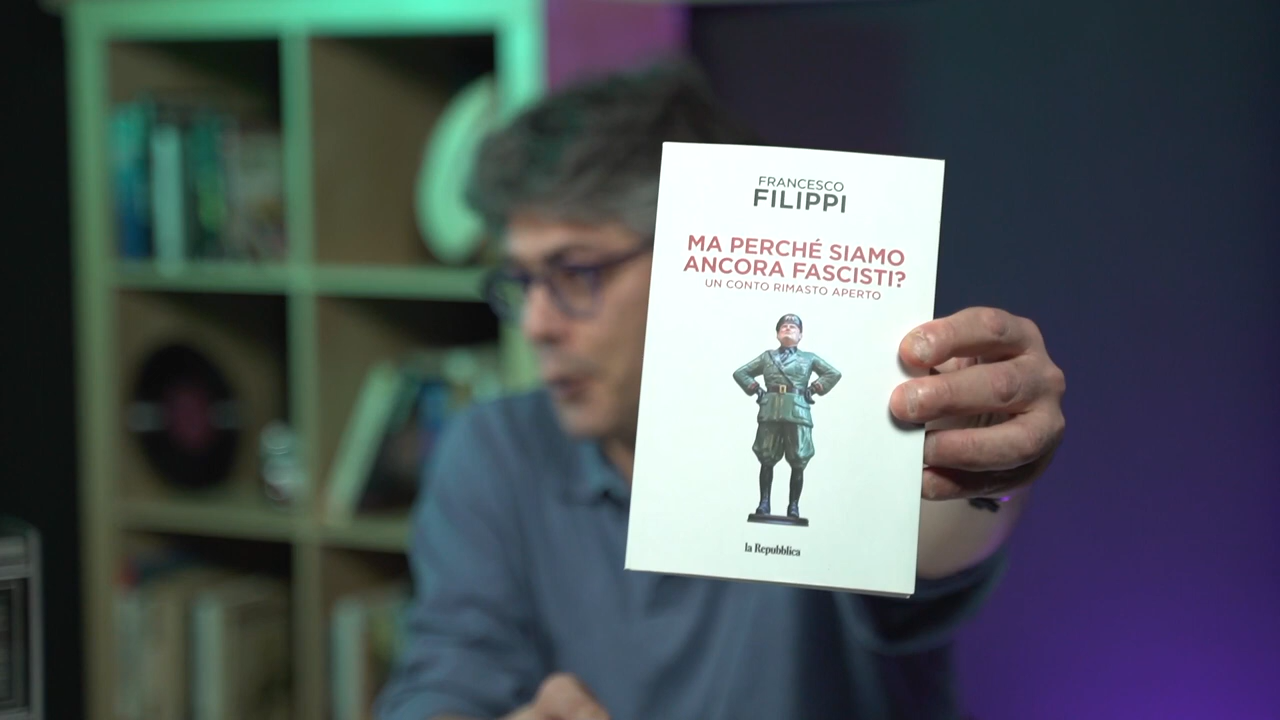 FRANCESCO
FILIPPI
MA PERCHÉ SIAMO
ANCORA FASCISTI?
UN CONTO RIMASTO APERTO
la Repubblica